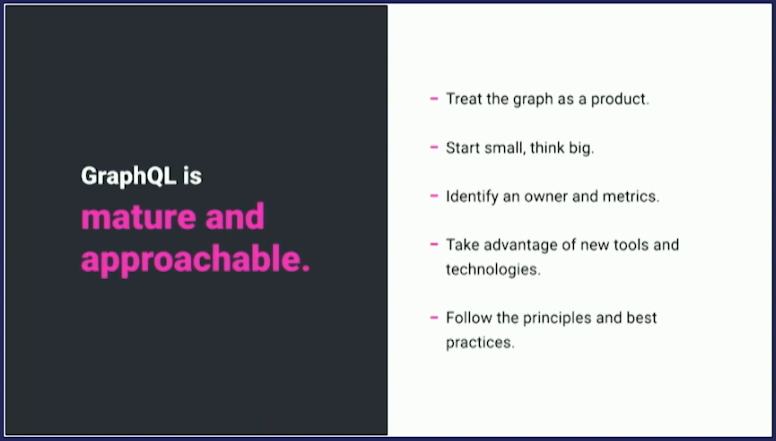 GraphQL is
mature and
approachable.
– Treat the graph as a product.
– Start small, think big.
– Identify an owner and metrics.
– Take advantage of new tools and
technologies.
– Follow the principles and best
practices.